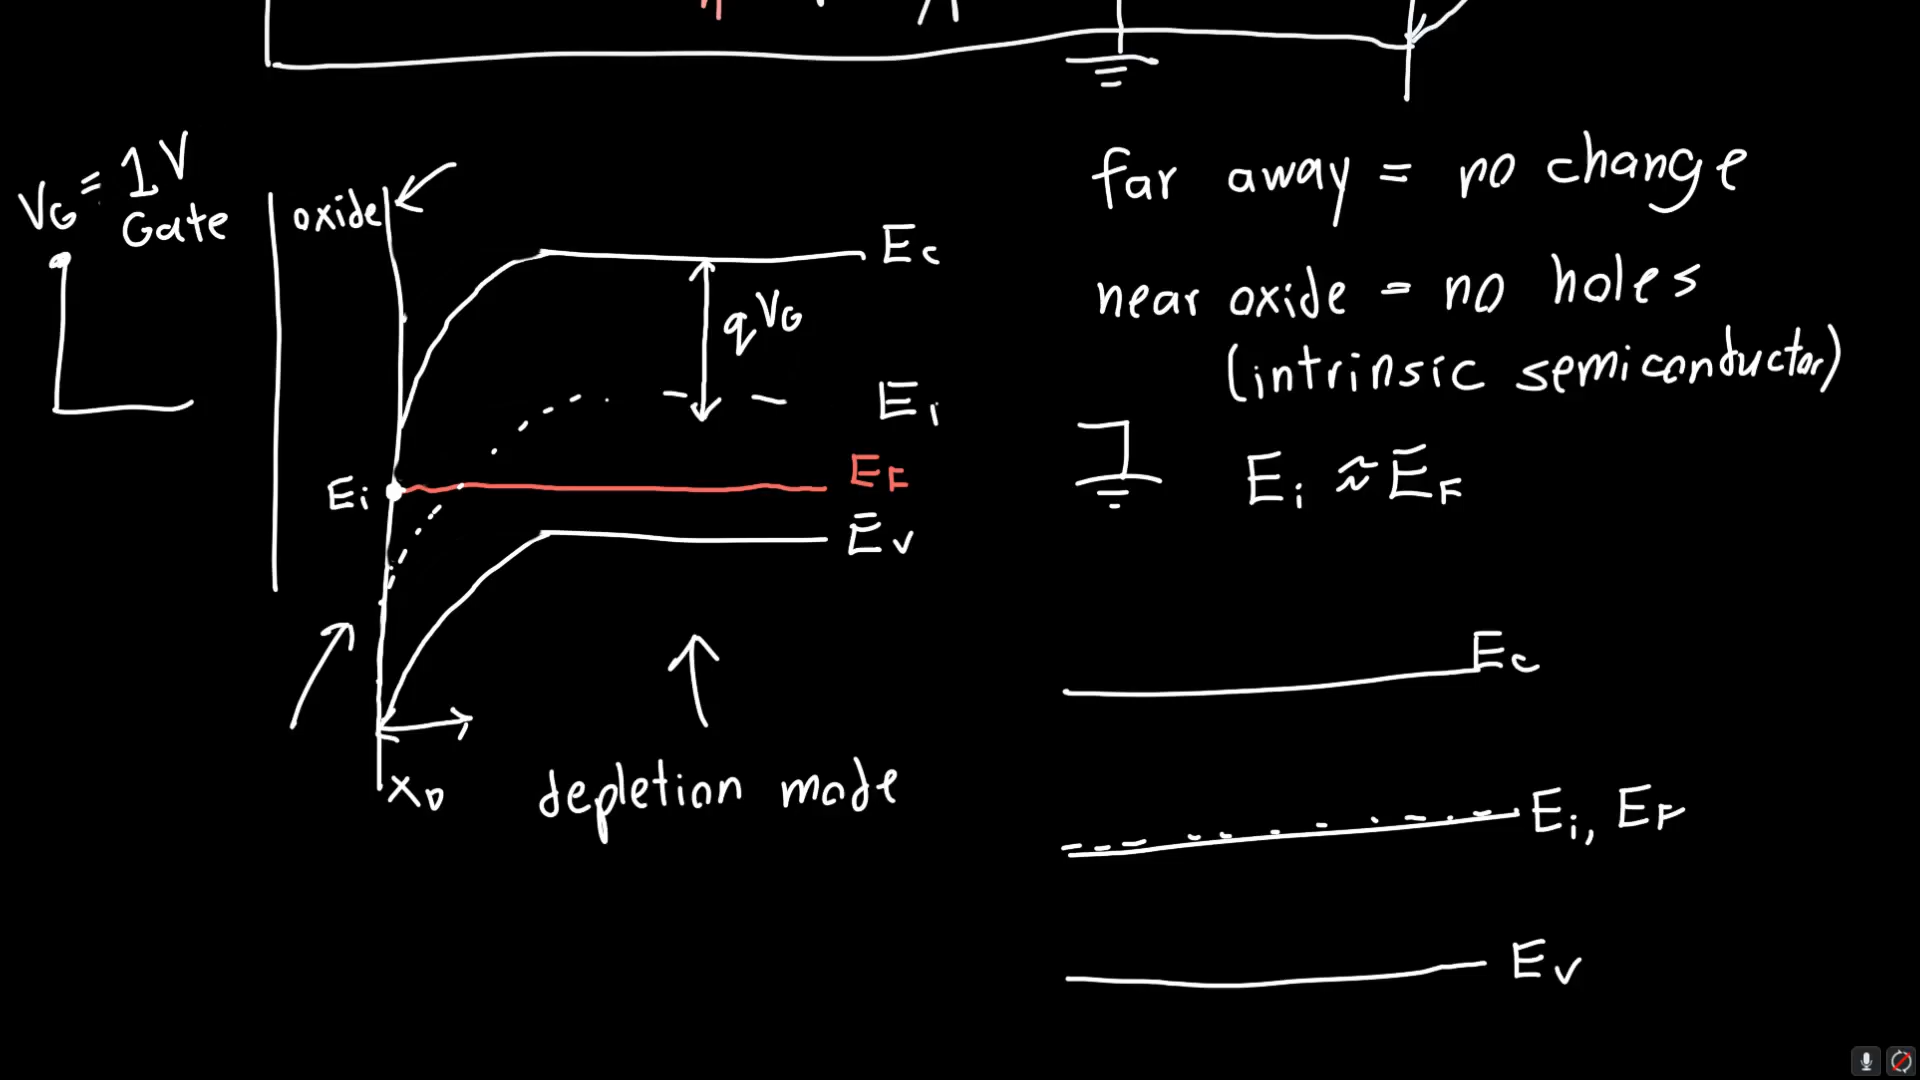 V_G = 1V
Gate
oxide
E_c
qV_G
E_i
E_F
E_i
E_v
x_D
depletion mode
far away = no change
near oxide = no holes
(intrinsic semiconductor)
E_i ≈ E_F
E_c
E_i, E_F
E_v